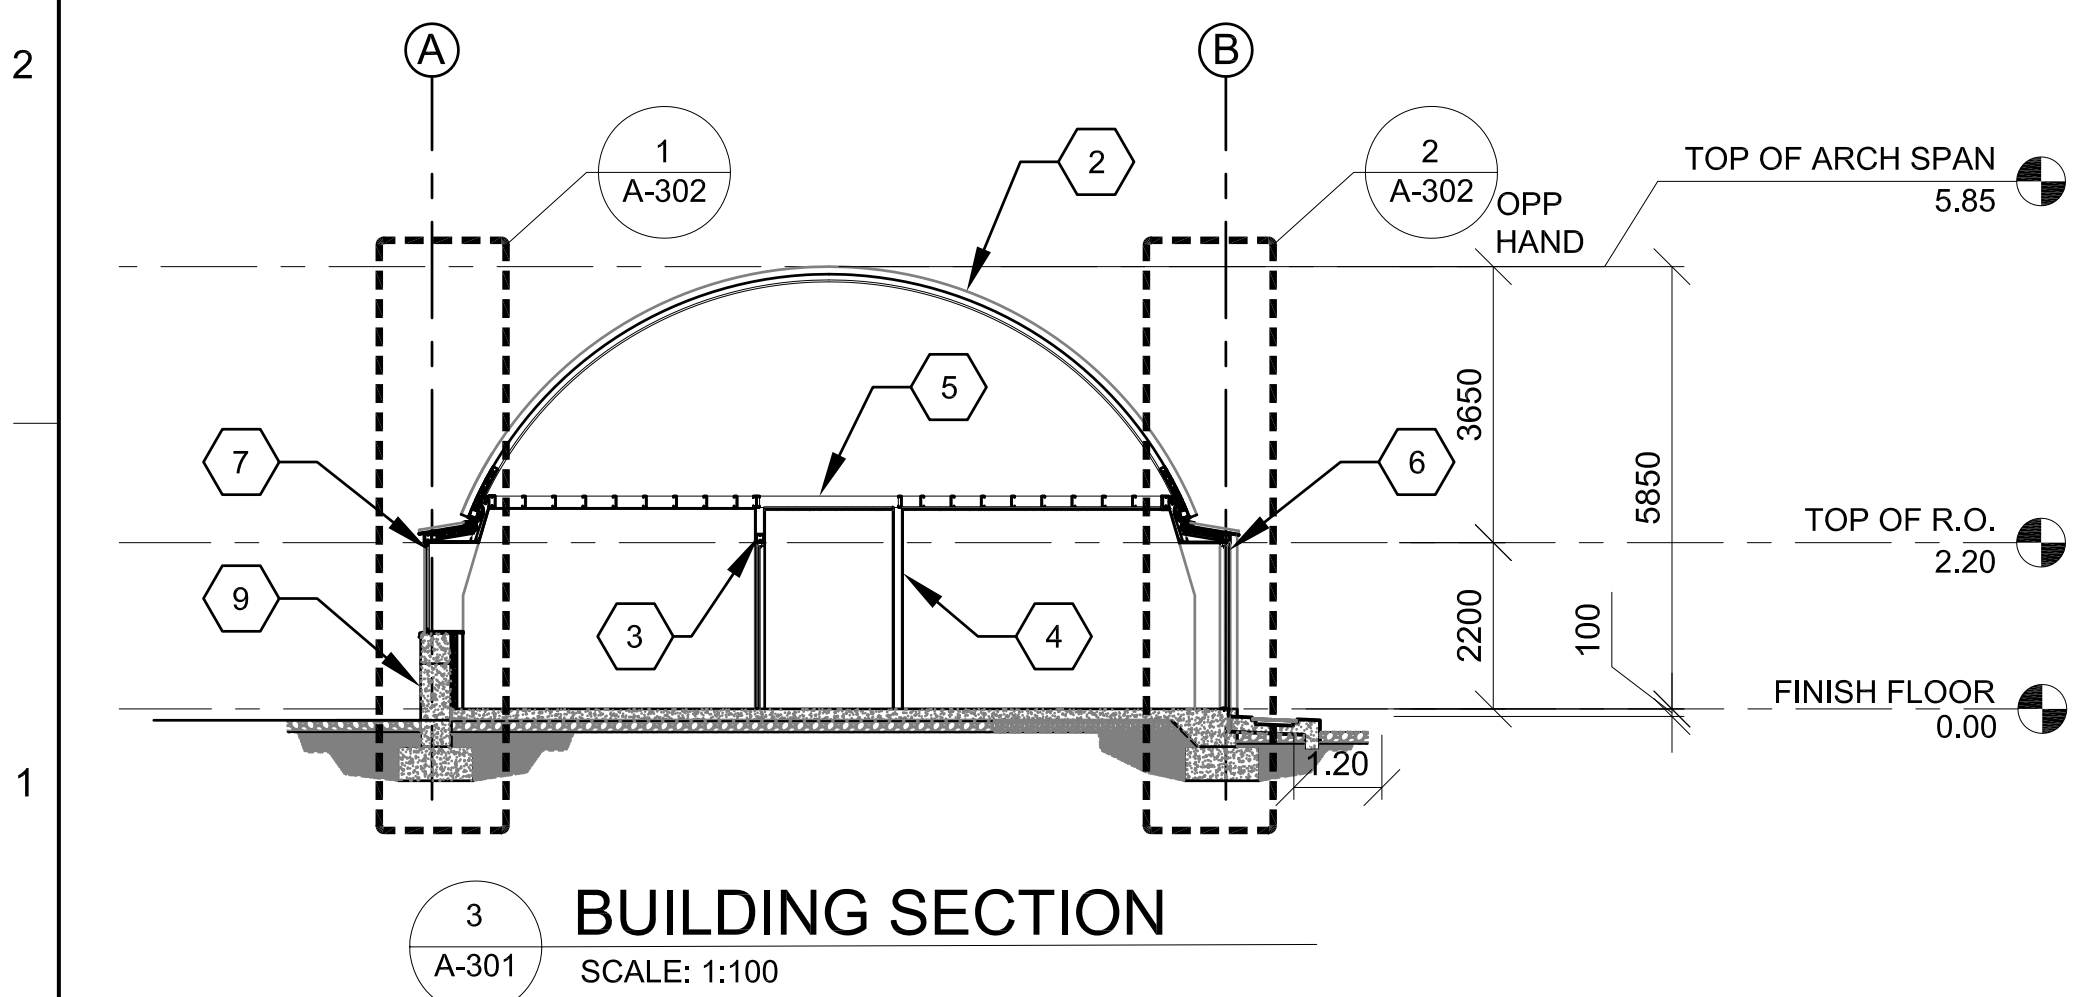 A
B
2
1
A-302
2
2
A-302
TOP OF ARCH SPAN
5.85
OPP
HAND
5
3650
7
6
5850
TOP OF R.O.
2.20
9
3
4
2200
100
FINISH FLOOR
0.00
1
1.20
3
A-301
BUILDING SECTION
SCALE: 1:100